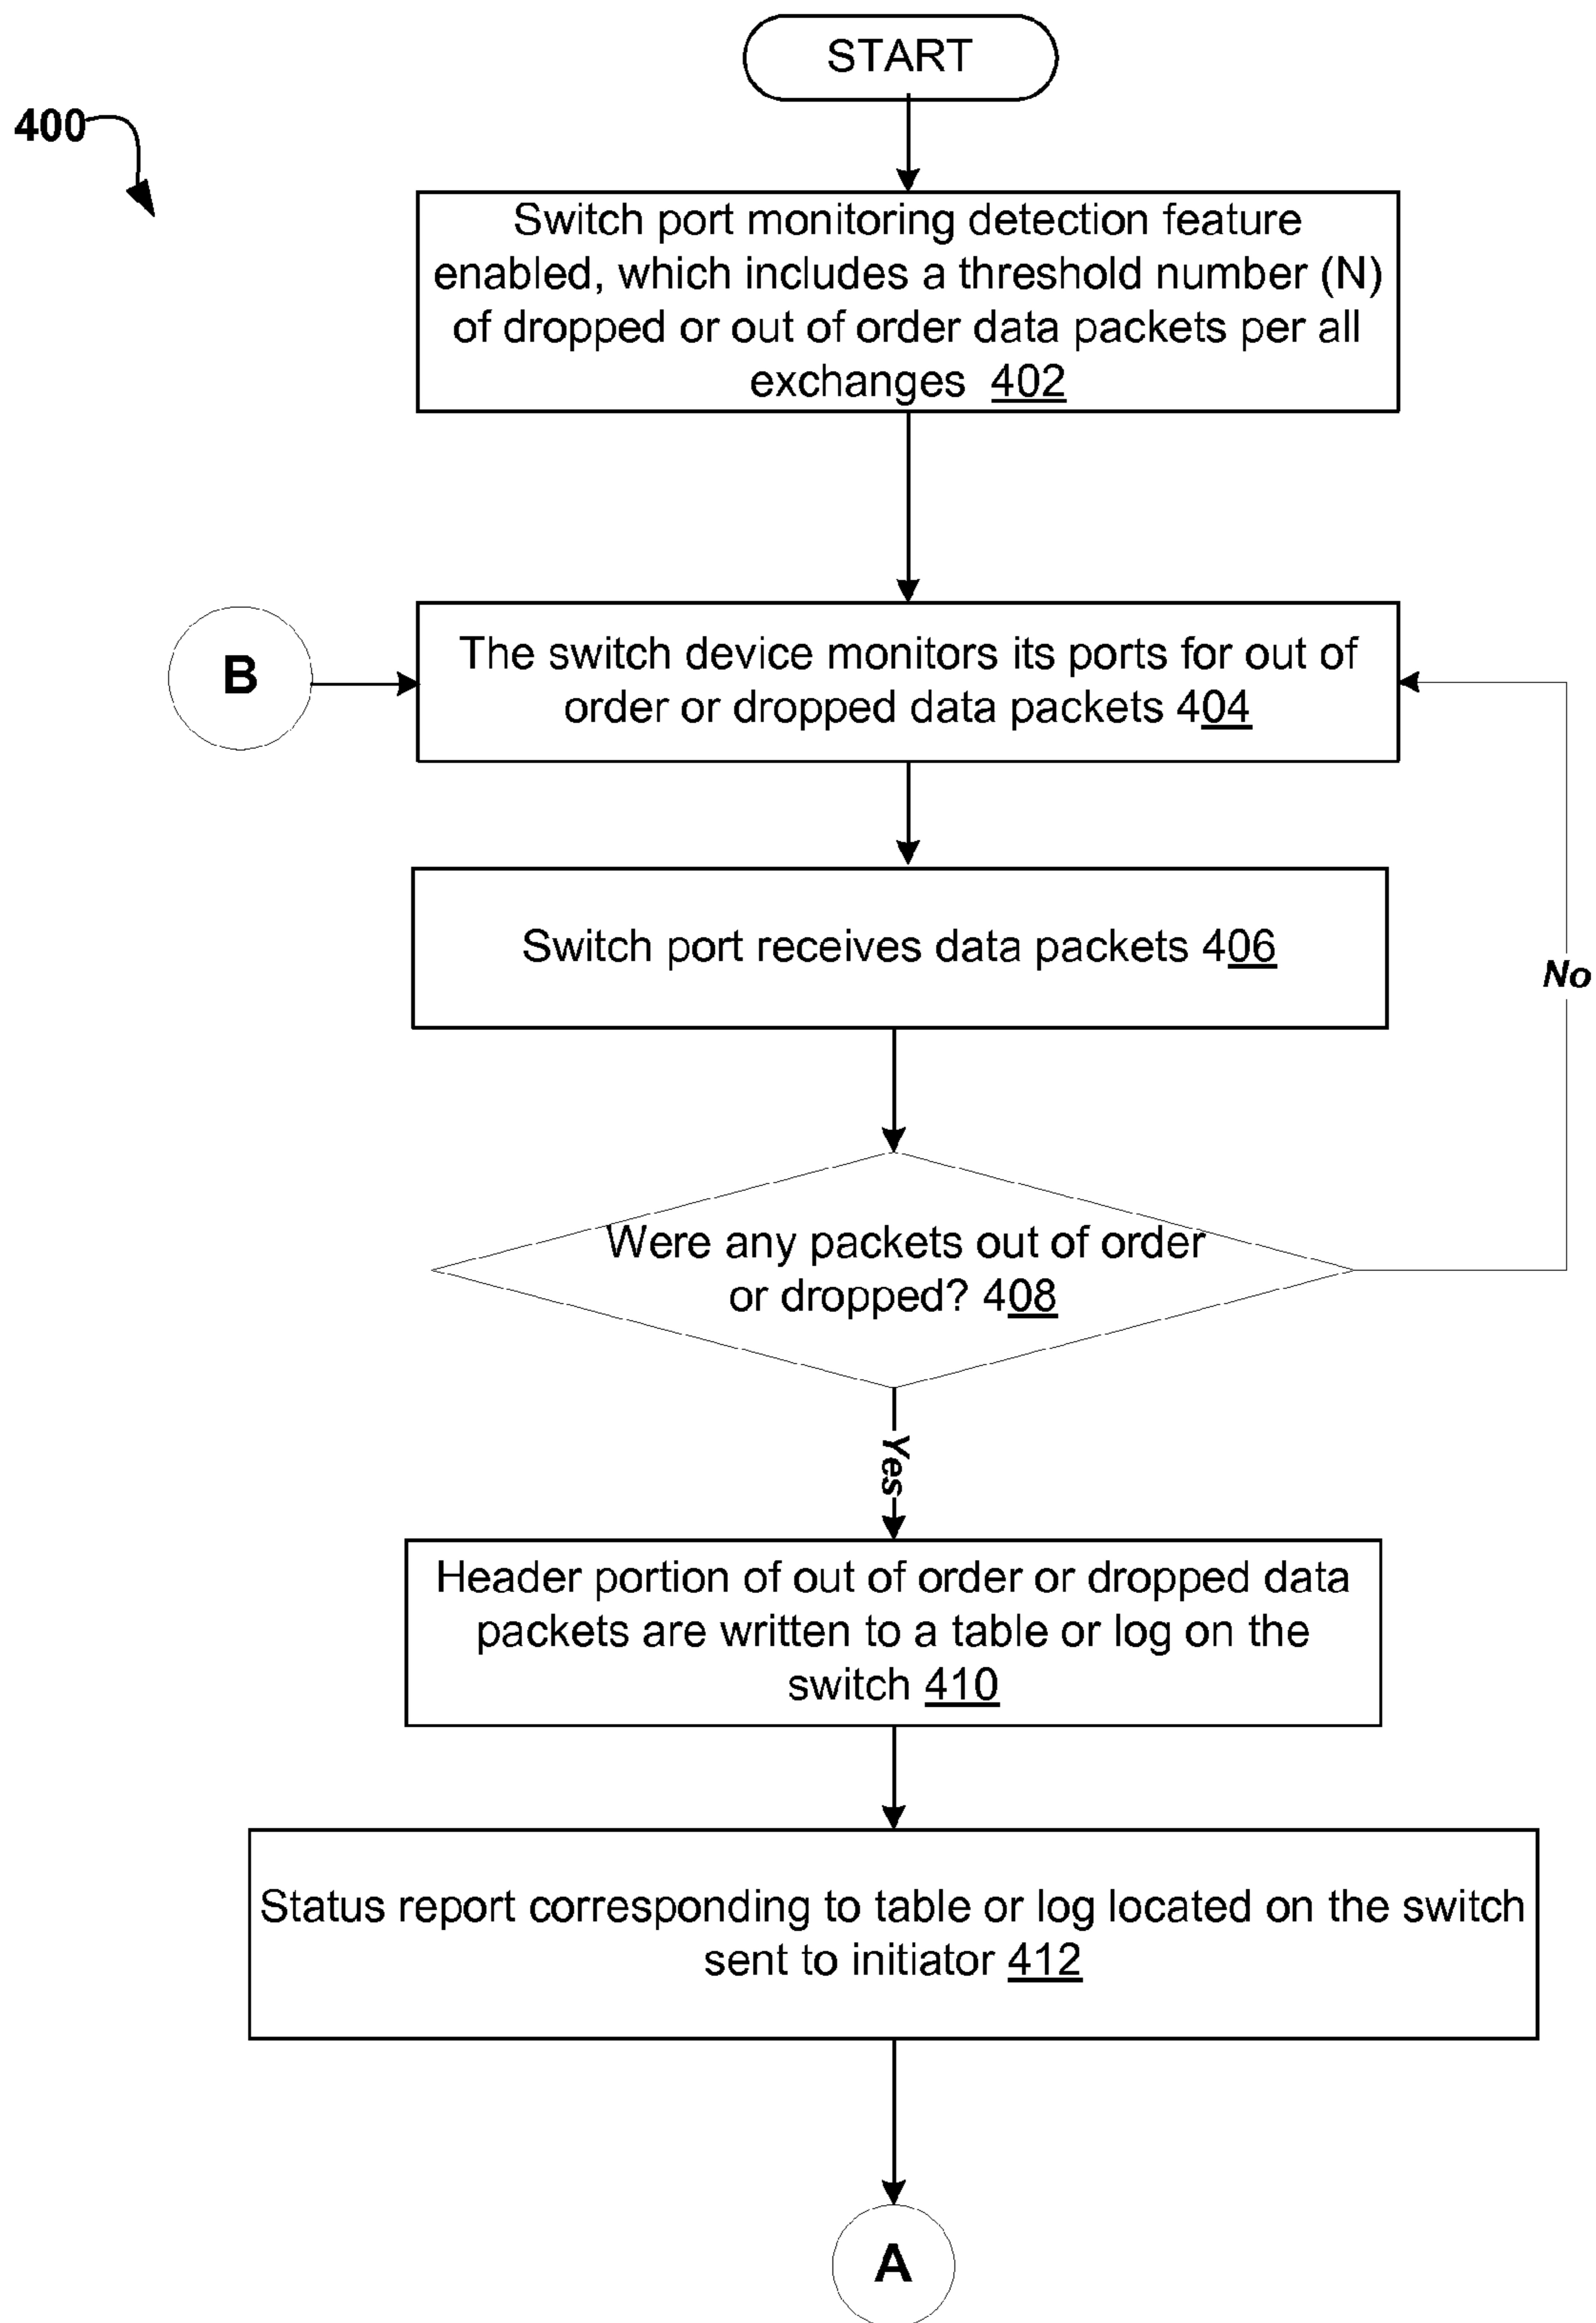 START
400
Switch port monitoring detection feature
enabled, which includes a threshold number (N)
of dropped or out of order data packets per all
exchanges 402
B
The switch device monitors its ports for out of
order or dropped data packets 404
Switch port receives data packets 406
No
Were any packets out of order
or dropped? 408
Yes
Header portion of out of order or dropped data
packets are written to a table or log on the
switch 410
Status report corresponding to table or log located on the switch
sent to initiator 412
A